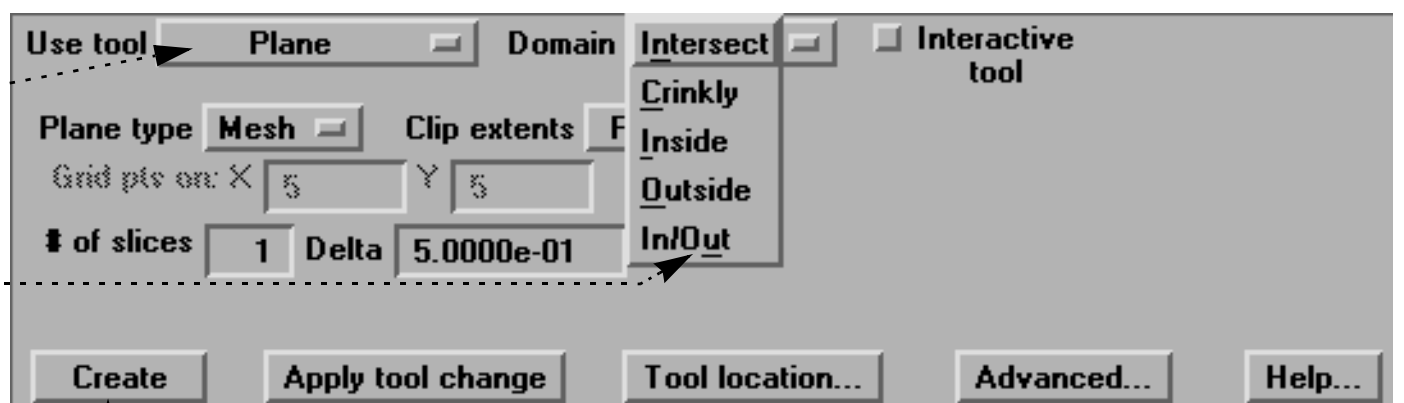 Use tool Plane Domain Intersect Interactive
tool
Crinkly
Plane type Mesh Clip extents F
Inside
Grid pts on: X 5 Y 5
Outside
# of slices 1 Delta 5.0000e-01
In/Out
Create Apply tool change Tool location... Advanced... Help...